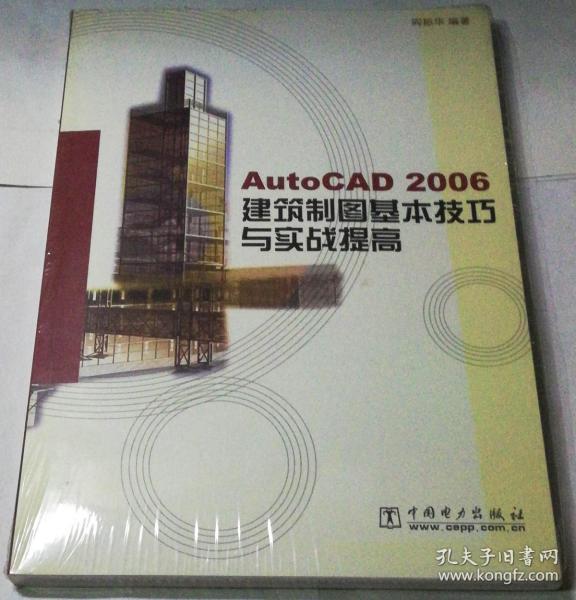 阎振华 编著
AutoCAD 2006
建筑制图基本技巧
与实战提高
中国电力出版社
www.cepp.com.cn
孔夫子旧书网
www.kongfz.com